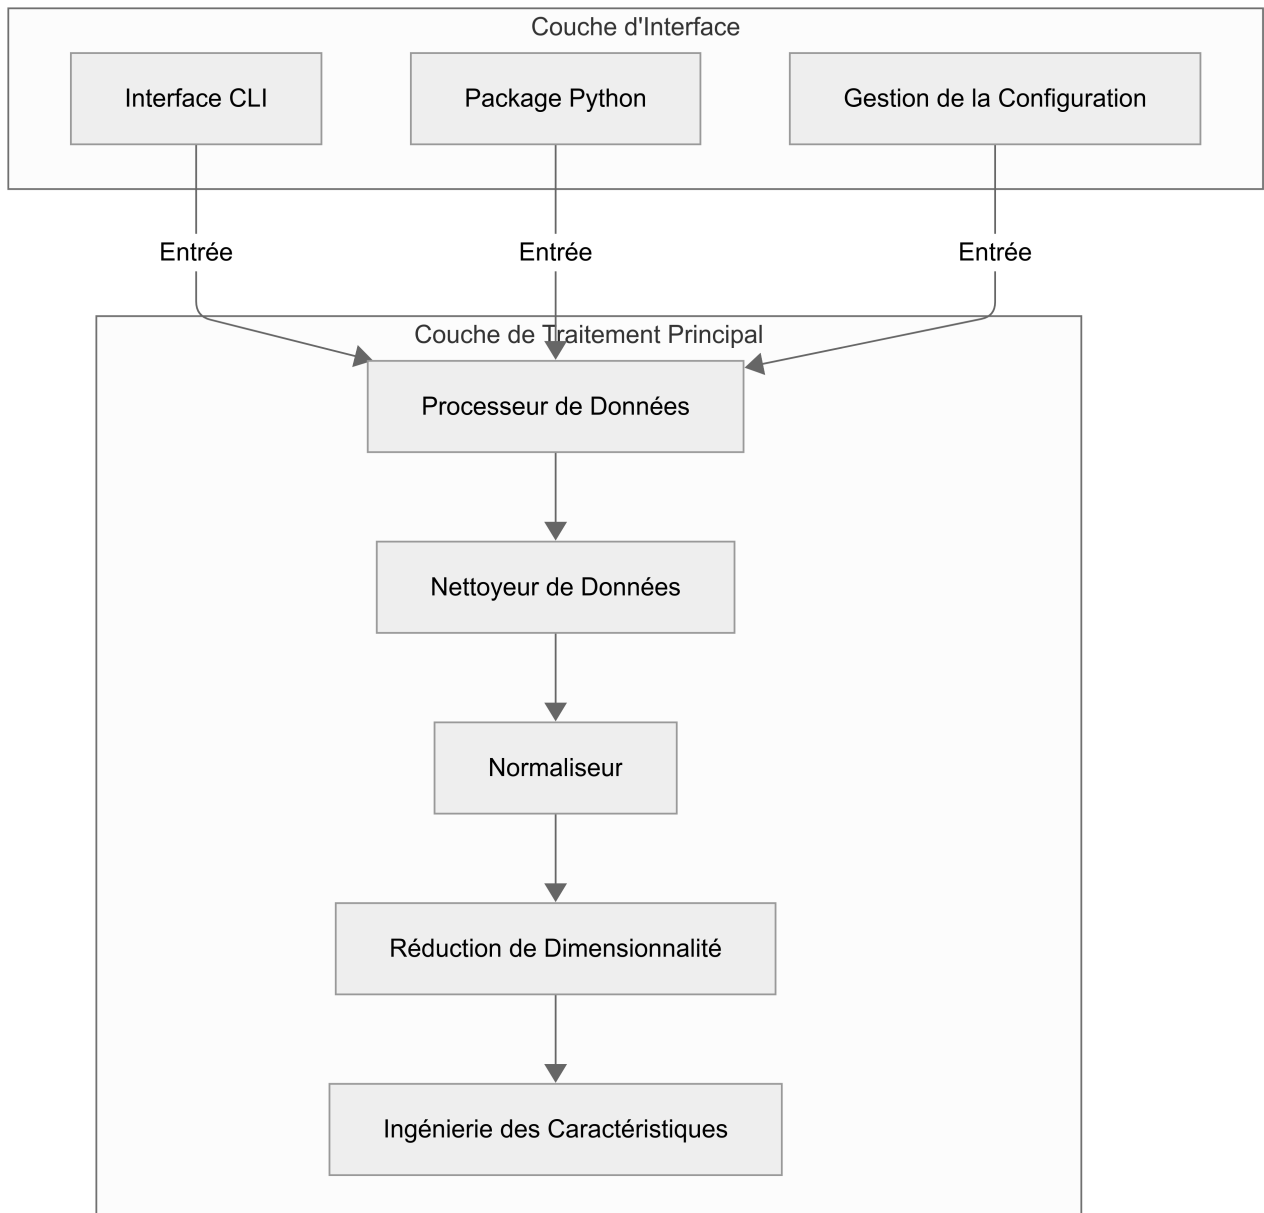 Couche d'Interface
Interface CLI
Package Python
Gestion de la Configuration
Entrée
Entrée
Entrée
Couche de Traitement Principal
Processeur de Données
Nettoyeur de Données
Normaliseur
Réduction de Dimensionnalité
Ingénierie des Caractéristiques